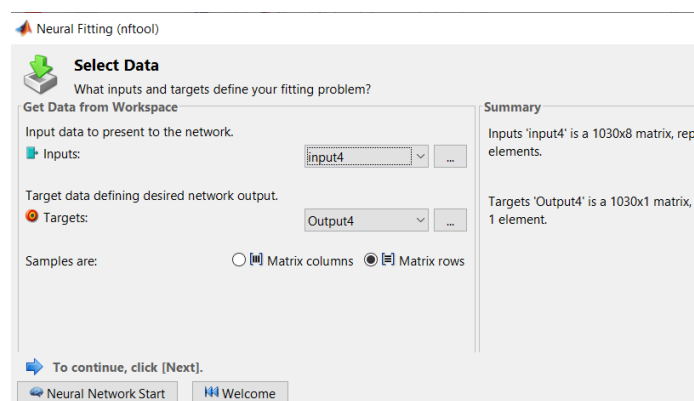 Neural Fitting (nftool)
Select Data
What inputs and targets define your fitting problem?
Get Data from Workspace
Input data to present to the network.
Inputs:
input4
...
Target data defining desired network output.
Targets:
Output4
...
Samples are:
Matrix columns
Matrix rows
Summary
Inputs 'input4' is a 1030x8 matrix, rep
elements.
Targets 'Output4' is a 1030x1 matrix,
1 element.
To continue, click [Next].
Neural Network Start
Welcome